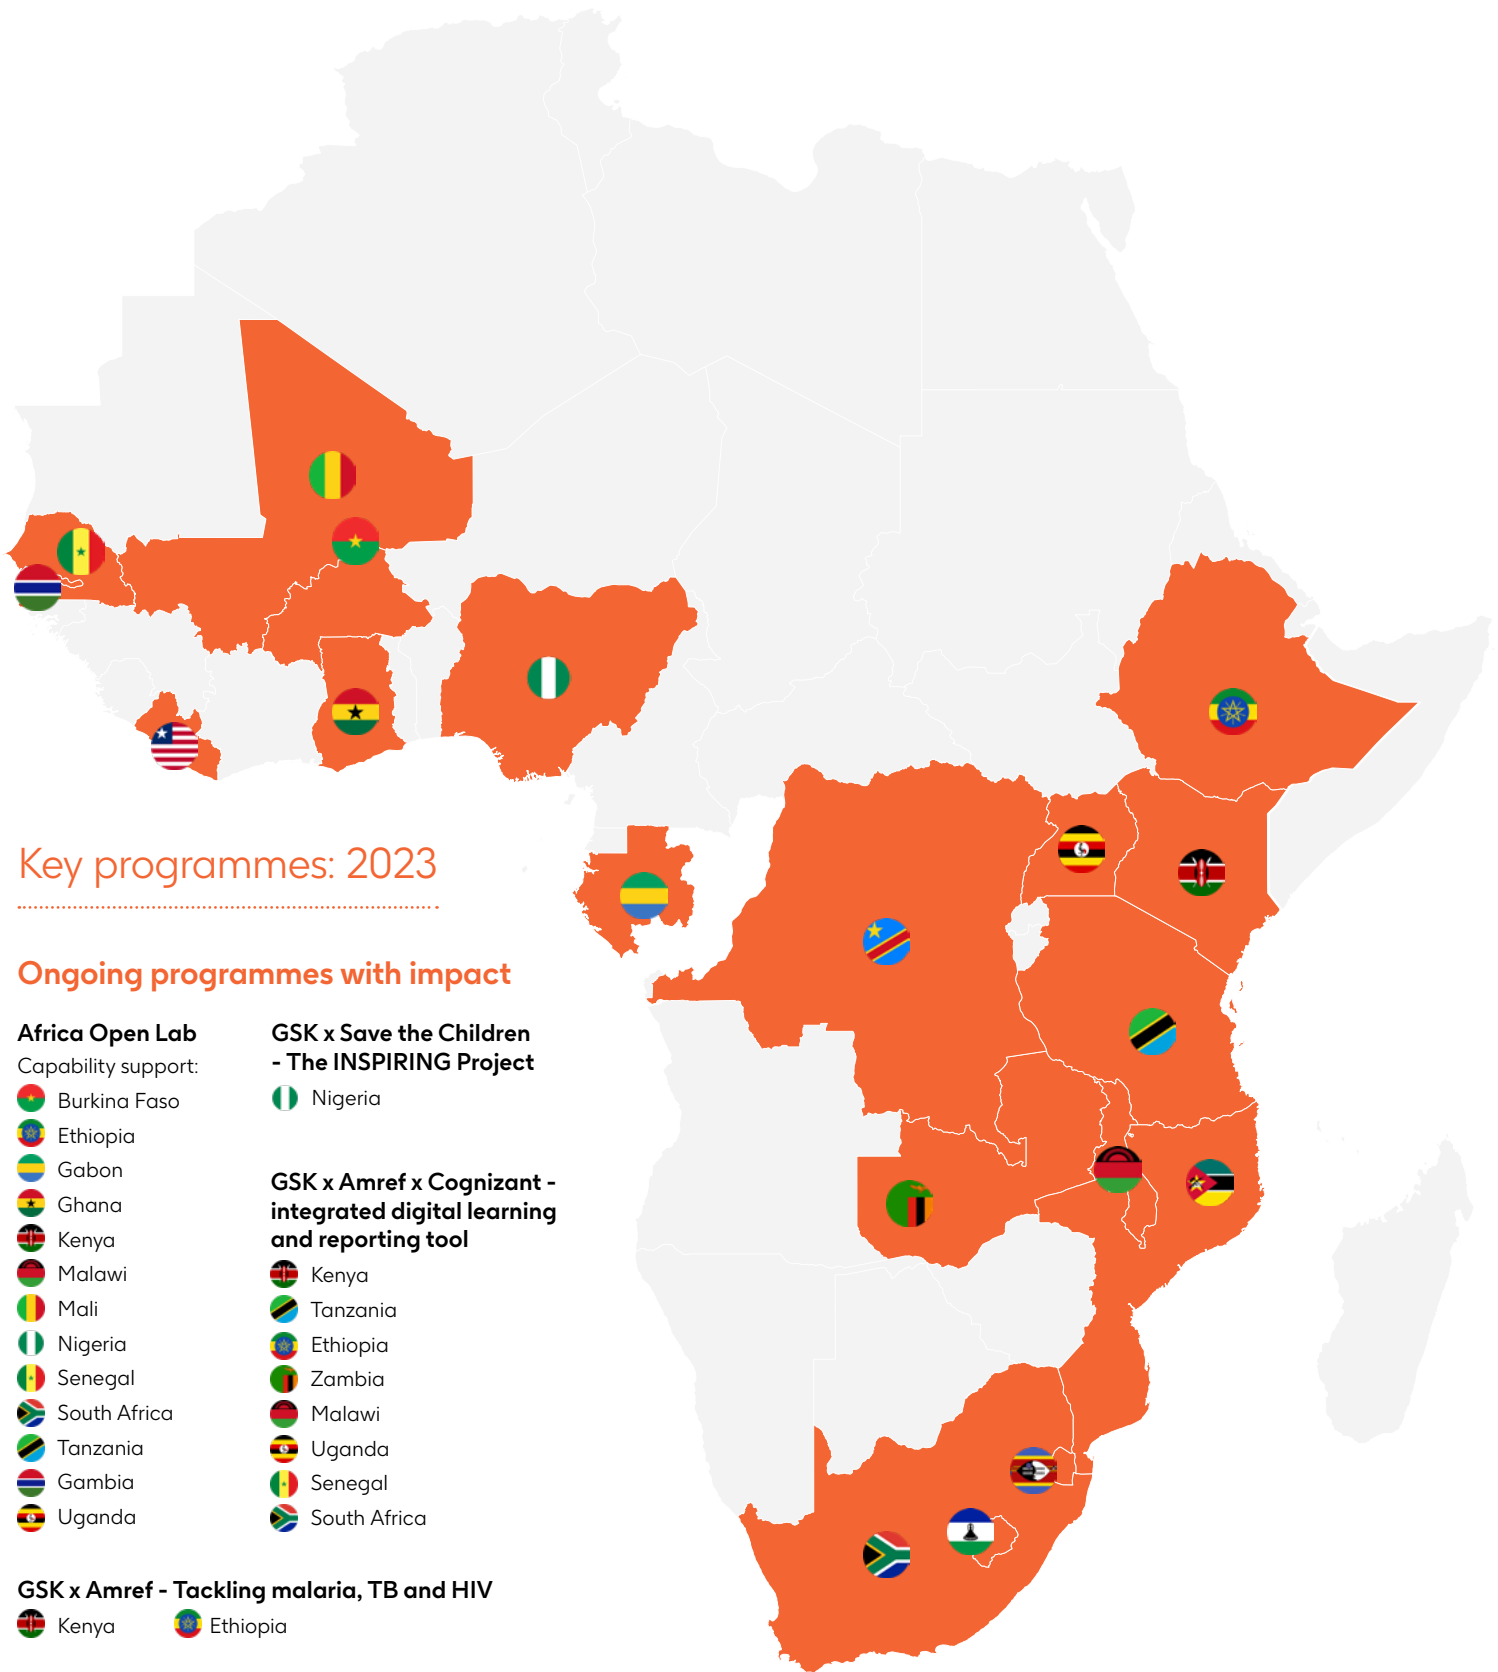 Key programmes: 2023
Ongoing programmes with impact
Africa Open Lab
Capability support:
Burkina Faso
Ethiopia
Gabon
Ghana
Kenya
Malawi
Mali
Nigeria
Senegal
South Africa
Tanzania
Gambia
Uganda
GSK x Save the Children
- The INSPIRING Project
Nigeria
GSK x Amref x Cognizant -
integrated digital learning
and reporting tool
Kenya
Tanzania
Ethiopia
Zambia
Malawi
Uganda
Senegal
South Africa
GSK x Amref - Tackling malaria, TB and HIV
Kenya
Ethiopia